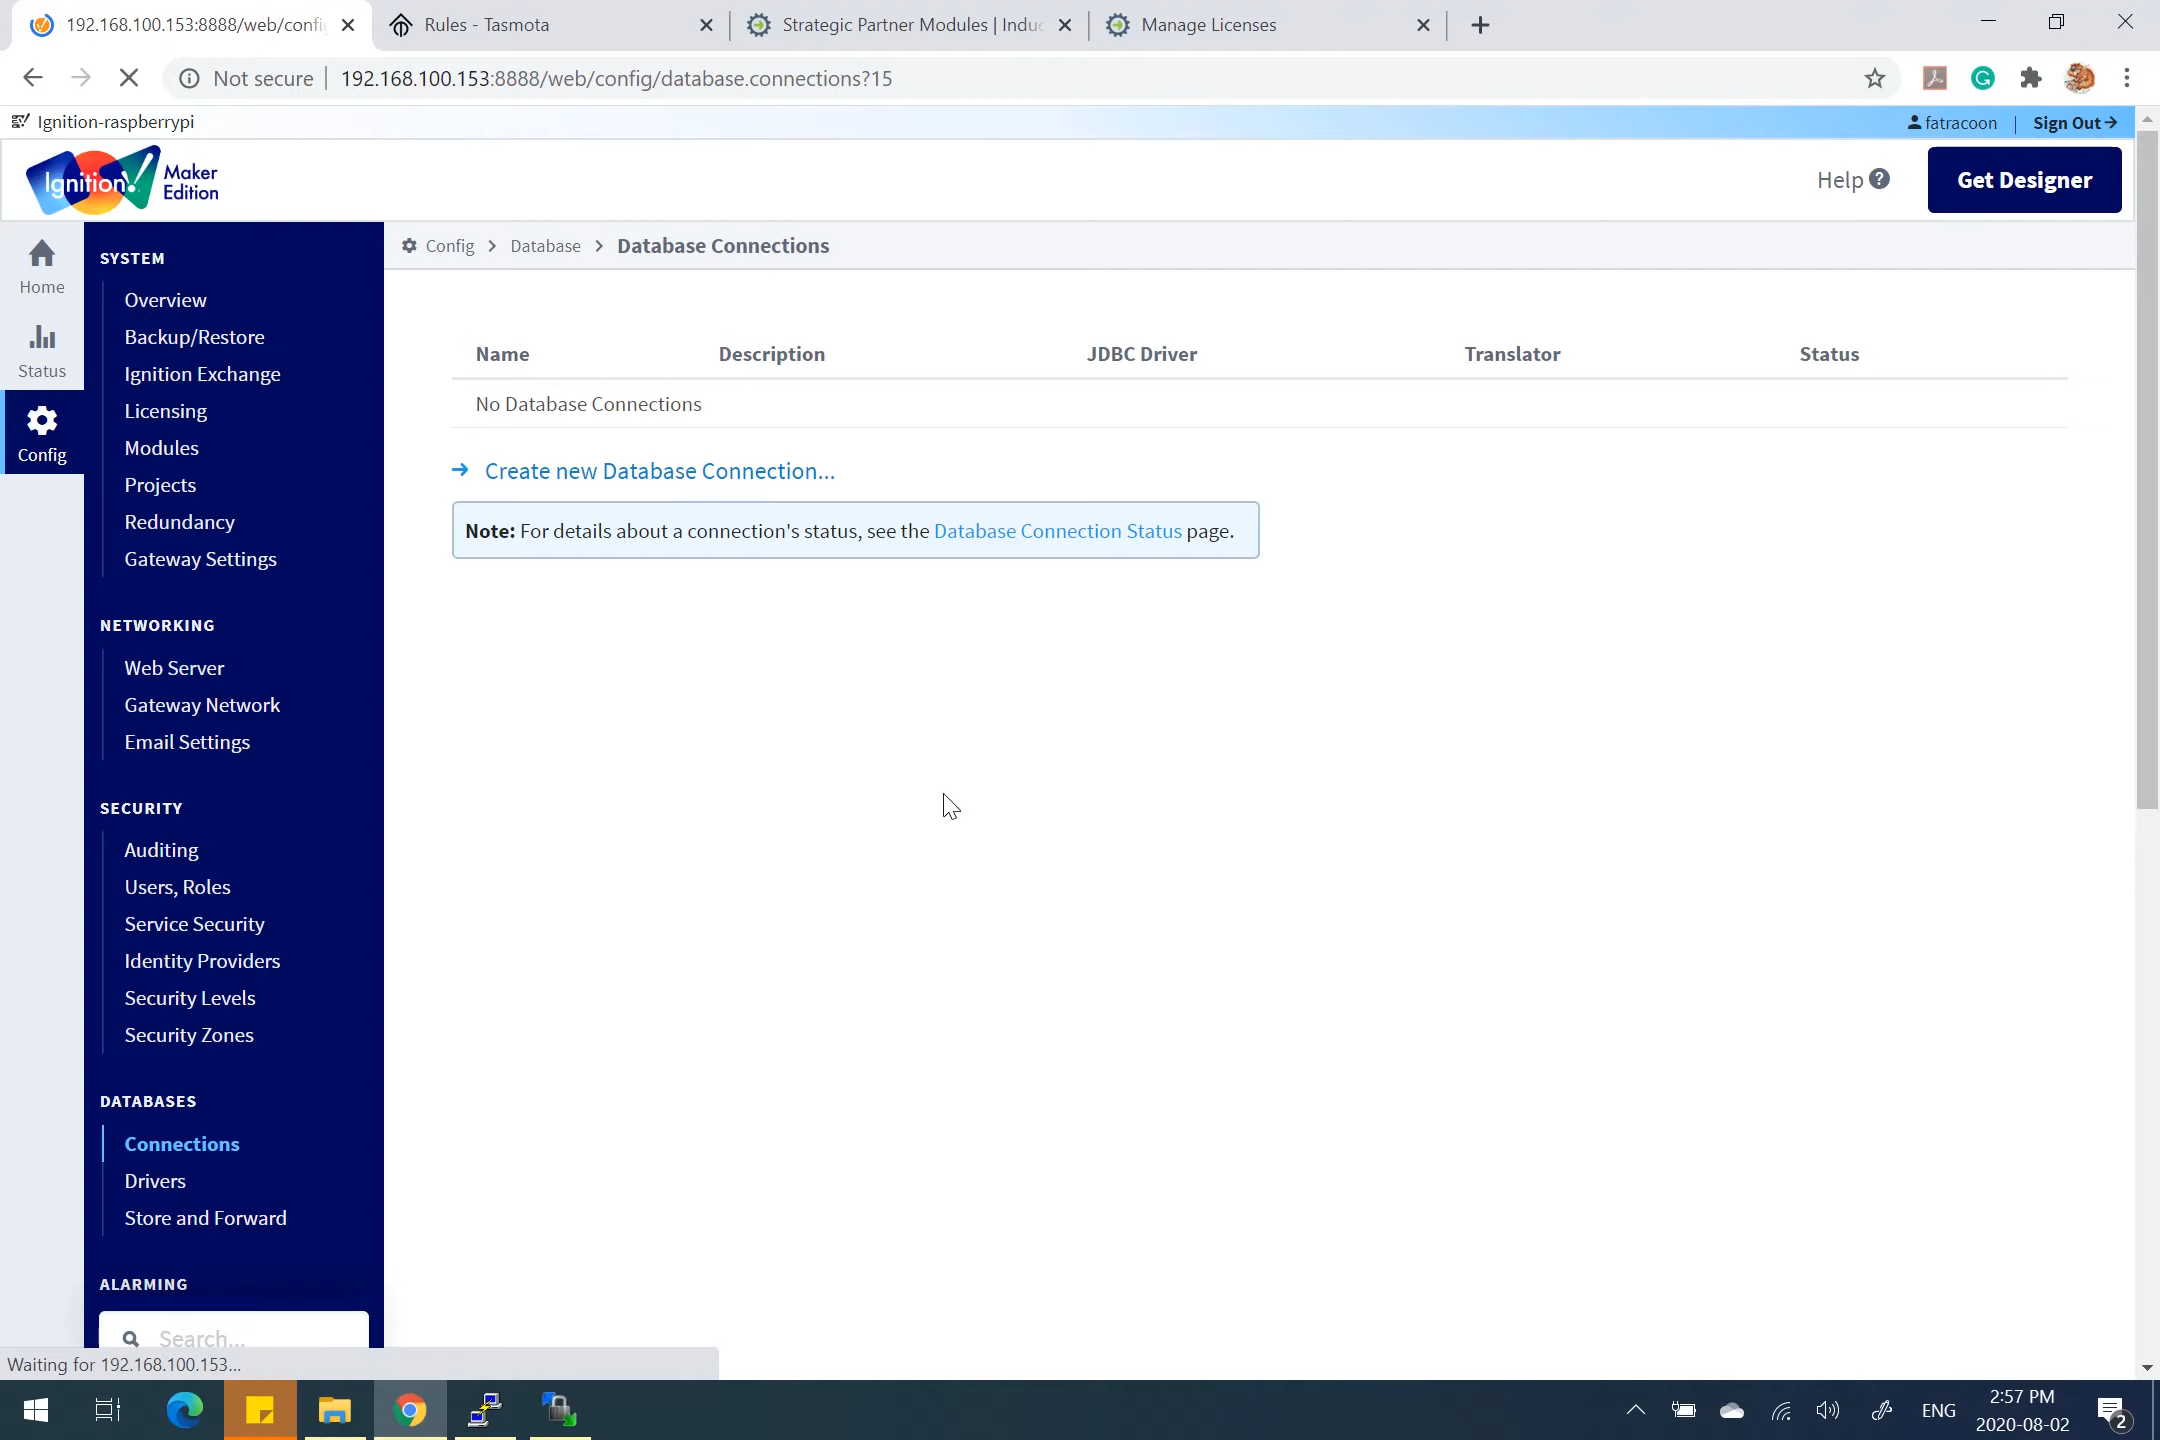 192.168.100.153:8888/web/confi
Rules - Tasmota
Strategic Partner Modules | Induc
Manage Licenses
Not secure
192.168.100.153:8888/web/config/database.connections?15
Ignition-raspberrypi
fatracoon
Sign Out
Ignition!
Maker
Edition
Help
Get Designer
Home
Status
Config
SYSTEM
Overview
Backup/Restore
Ignition Exchange
Licensing
Modules
Projects
Redundancy
Gateway Settings
NETWORKING
Web Server
Gateway Network
Email Settings
SECURITY
Auditing
Users, Roles
Service Security
Identity Providers
Security Levels
Security Zones
DATABASES
Connections
Drivers
Store and Forward
ALARMING
Search...
Config > Database > Database Connections
Name Description JDBC Driver Translator Status
No Database Connections
Create new Database Connection...
Note: For details about a connection's status, see the Database Connection Status page.
Waiting for 192.168.100.153...
ENG
2:57 PM
2020-08-02
2